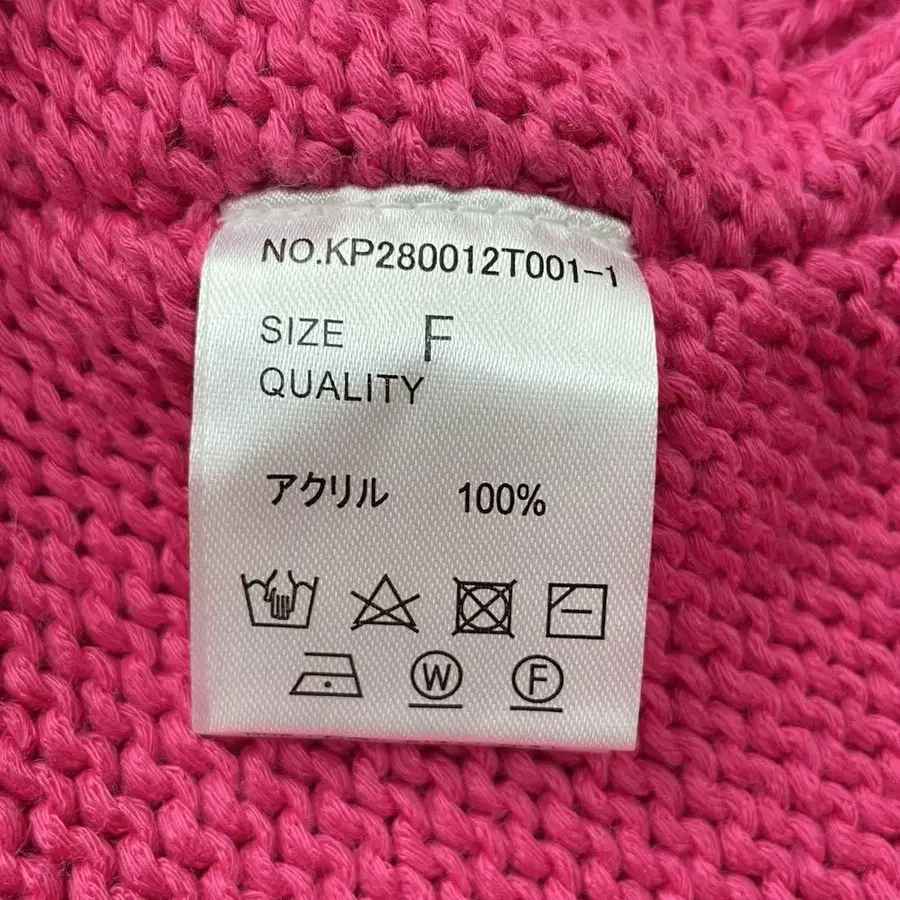 NO.KP280012T001-1
SIZE F
QUALITY
アクリル 100%
W F